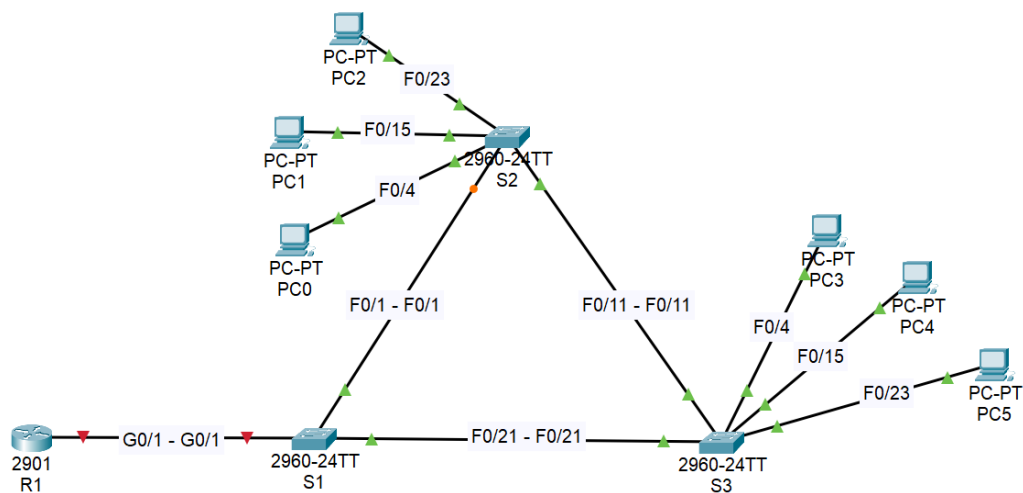 PC-PT
PC2
F0/23
F0/15
PC-PT
PC1
2960-24TT
S2
F0/4
PC-PT
PC0
PC-PT
PC3
F0/1 - F0/1
F0/11 - F0/11
PC-PT
PC4
F0/4
F0/15
F0/23
PC-PT
PC5
G0/1 - G0/1
F0/21 - F0/21
2901
R1
2960-24TT
S1
2960-24TT
S3